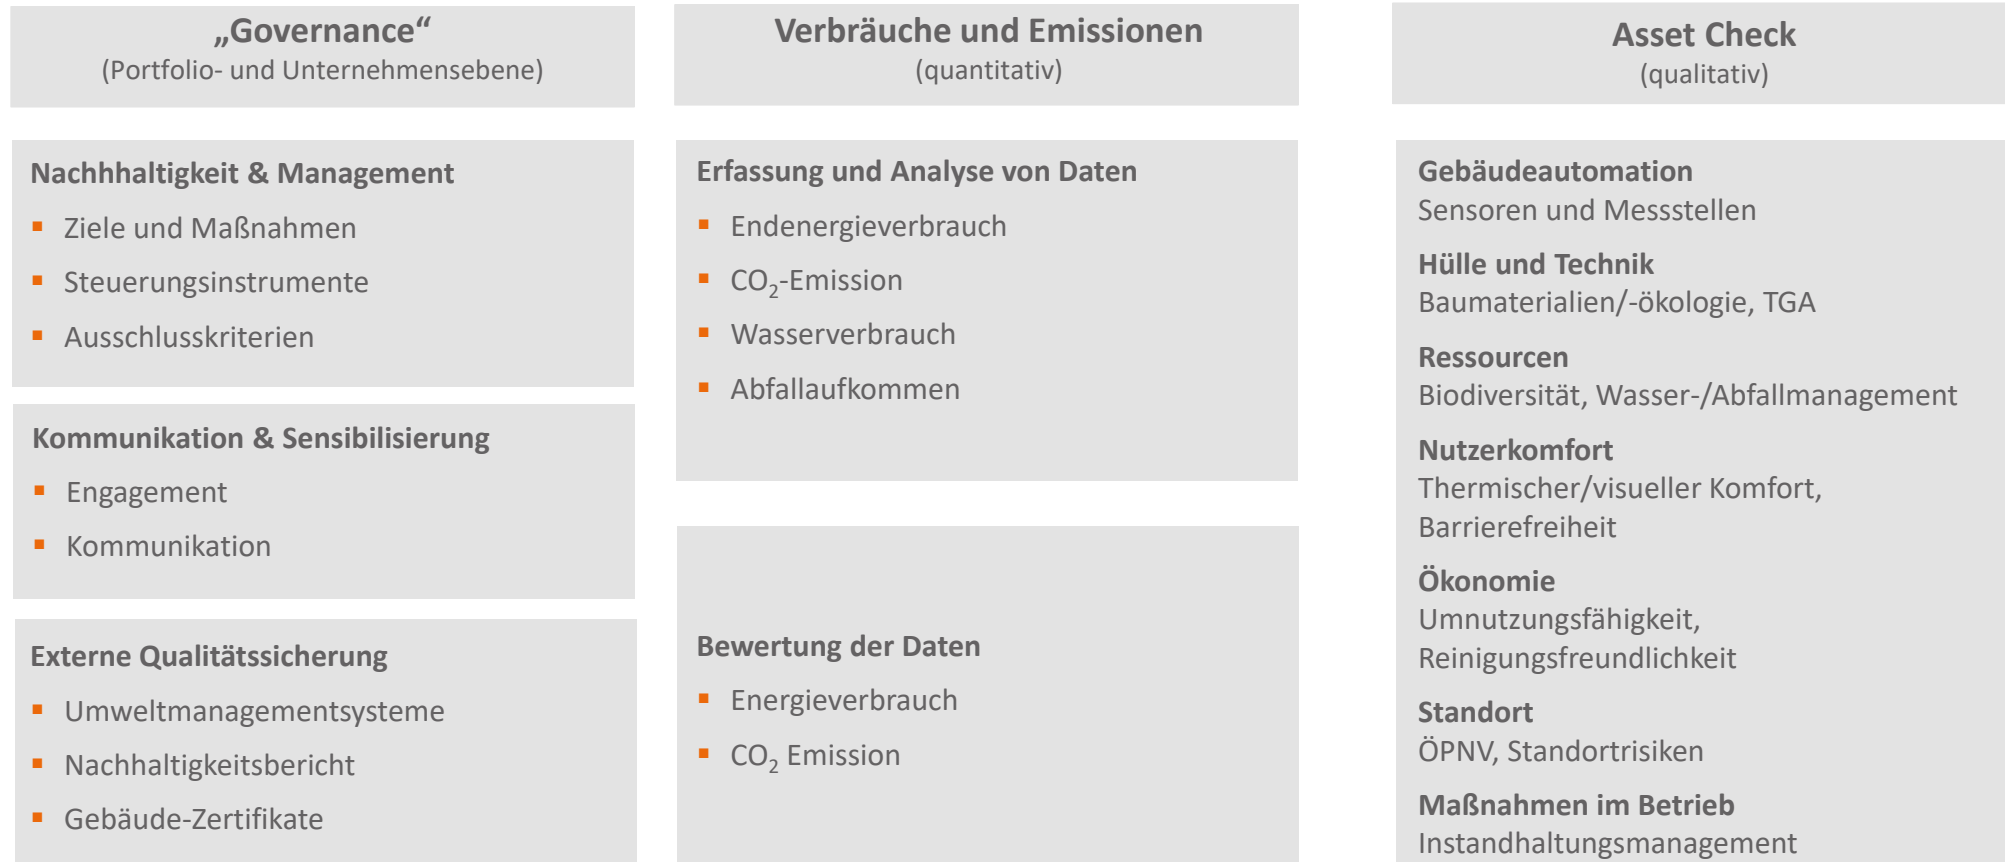 „Governance“
(Portfolio- und Unternehmensebene)
Nachhhaltigkeit & Management
▪ Ziele und Maßnahmen
▪ Steuerungsinstrumente
▪ Ausschlusskriterien
Kommunikation & Sensibilisierung
▪ Engagement
▪ Kommunikation
Externe Qualitätssicherung
▪ Umweltmanagementsysteme
▪ Nachhaltigkeitsbericht
▪ Gebäude-Zertifikate
Verbräuche und Emissionen
(quantitativ)
Erfassung und Analyse von Daten
▪ Endenergieverbrauch
▪ CO₂-Emission
▪ Wasserverbrauch
▪ Abfallaufkommen
Bewertung der Daten
▪ Energieverbrauch
▪ CO₂ Emission
Asset Check
(qualitativ)
Gebäudeautomation
Sensoren und Messstellen
Hülle und Technik
Baumaterialien/-ökologie, TGA
Ressourcen
Biodiversität, Wasser-/Abfallmanagement
Nutzerkomfort
Thermischer/visueller Komfort,
Barrierefreiheit
Ökonomie
Umnutzungsfähigkeit,
Reinigungsfreundlichkeit
Standort
ÖPNV, Standortrisiken
Maßnahmen im Betrieb
Instandhaltungsmanagement